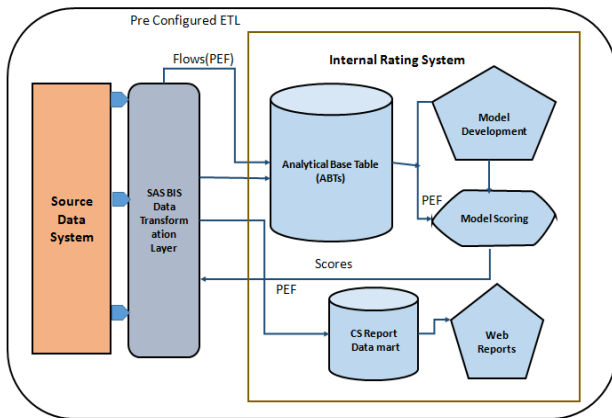 Pre Configured ETL
Flows(PEF)
Internal Rating System
Source
Data
System
SAS BIS
Data
Transform
ation
Layer
Analytical Base Table
(ABTs)
Model
Development
PEF
Model Scoring
Scores
PEF
CS Report
Data mart
Web
Reports